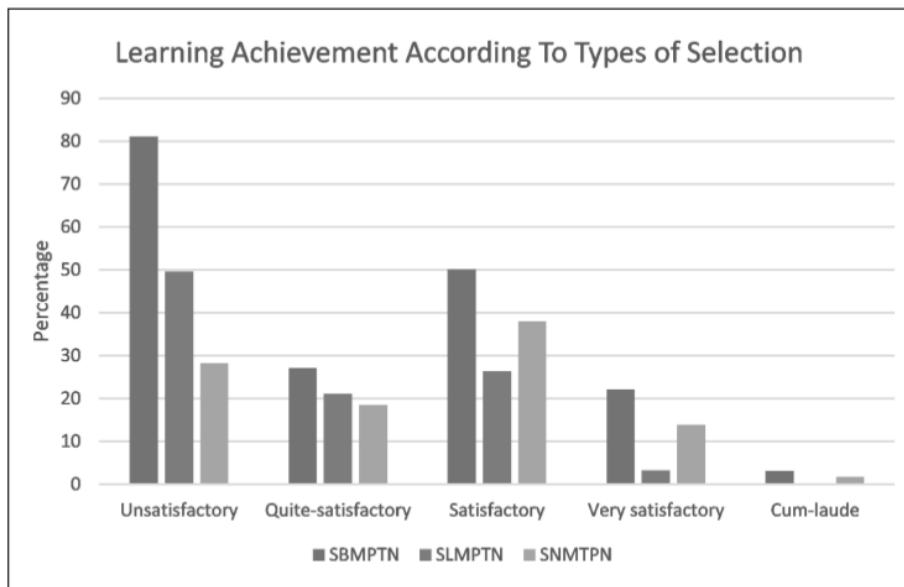 Learning Achievement According To Types of Selection
Percentage
90
80
70
60
50
40
30
20
10
0
Unsatisfactory Quite-satisfactory Satisfactory Very satisfactory Cum-laude
SBMPTN SLMPTN SNMTPN